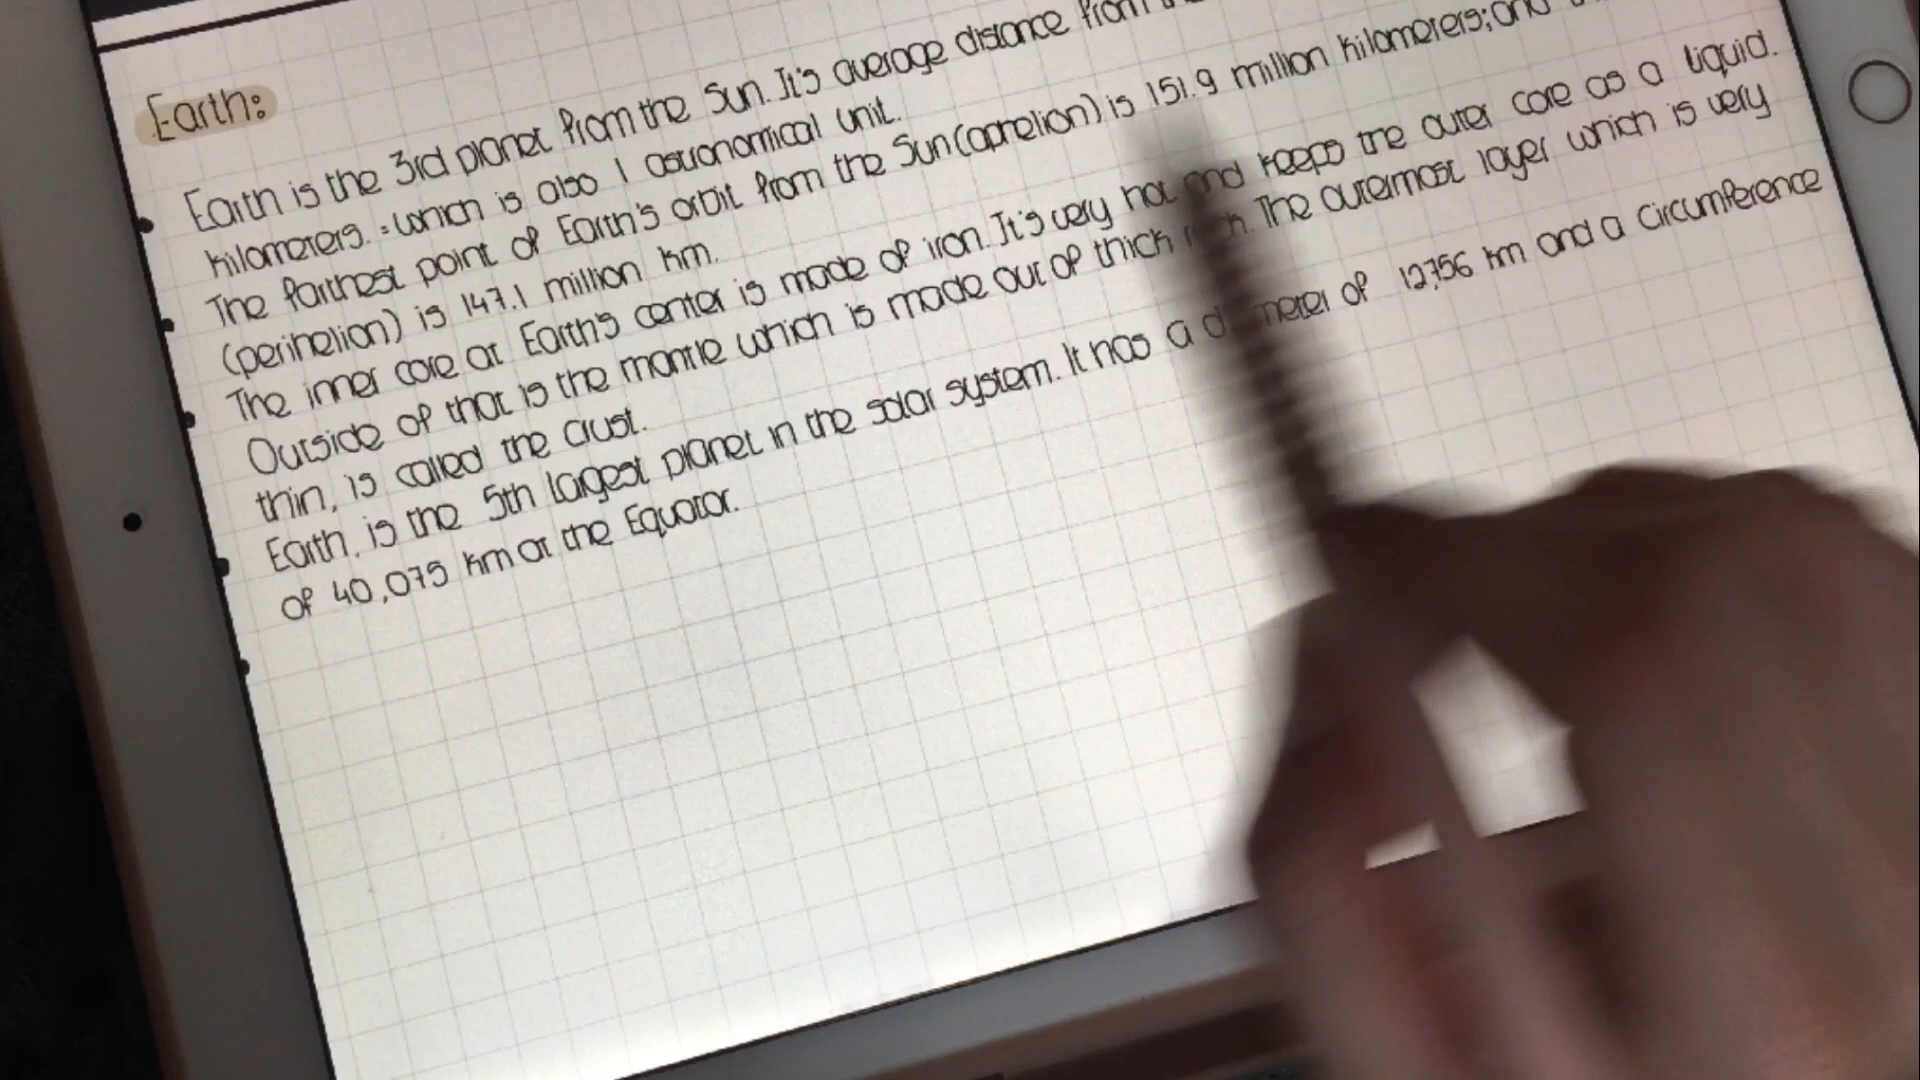 Earth:
Earth is the 3rd planet from the Sun. It's average distance from
kilometers. which is also 1 astronomical unit.
The farthest point of Earth's orbit from the Sun (aphelion) is 151.9 million kilometers; and
(perihelion) is 147.1 million km.
The inner core at Earth's center is made of iron. It's very hot and keeps the outer core as a liquid.
Outside of that is the mantle which is made out of thick The outermost layer which is very
thin, is called the crust.
Earth, is the 5th largest planet in the solar system. It has a diameter of 12,756 km and a circumference
of 40,075 km at the Equator.